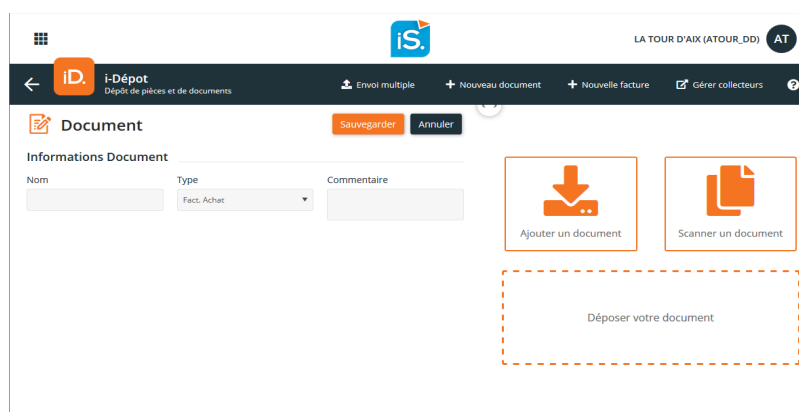 iS.
LA TOUR D'AIX (ATOUR_DD)
AT
iD.
i-Dépot
Dépôt de pièces et de documents
Envoi multiple
Nouveau document
Nouvelle facture
Gérer collecteurs
?
Document
Sauvegarder
Annuler
Informations Document
Nom
Type
Commentaire
Fact. Achat
Ajouter un document
Scanner un document
Déposer votre document